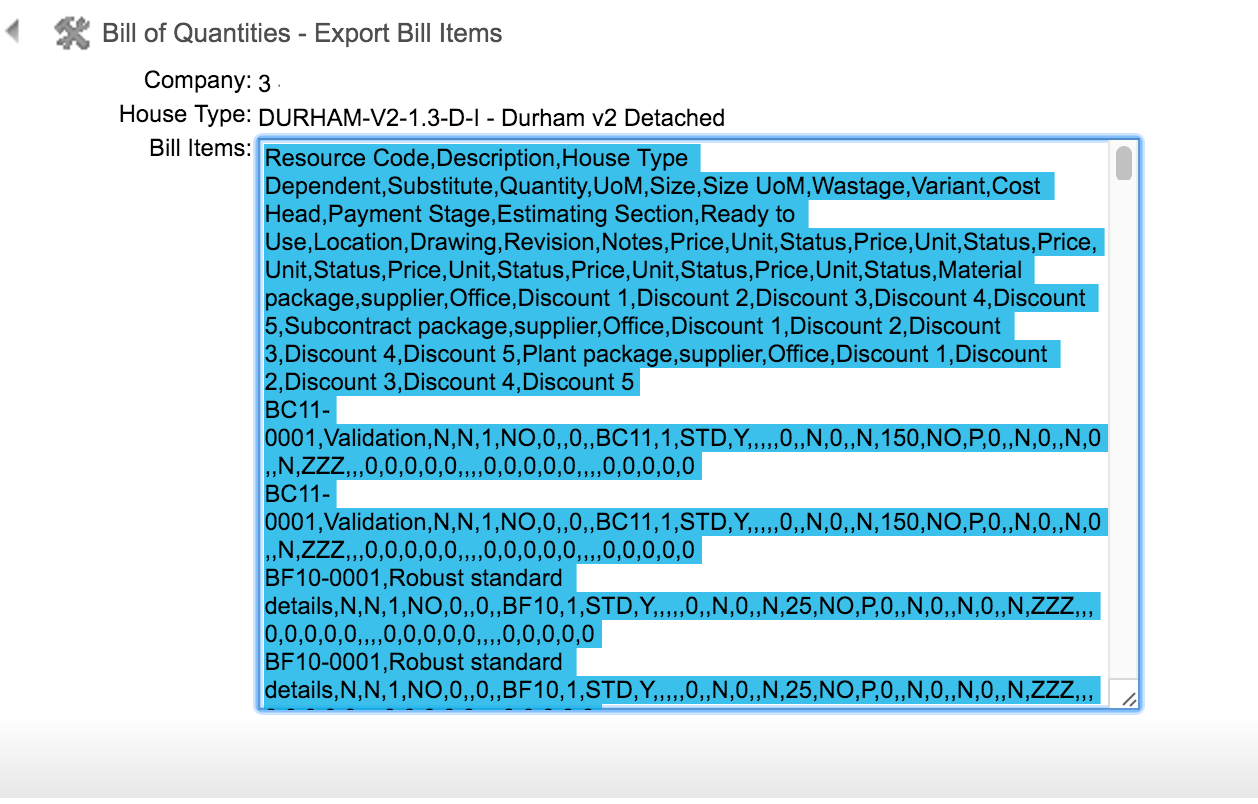 Bill of Quantities - Export Bill Items
Company: 3
House Type: DURHAM-V2-1.3-D-I - Durham v2 Detached
Bill Items:
Resource Code,Description,House Type
Dependent,Substitute,Quantity,UoM,Size,Size UoM,Wastage,Variant,Cost
Head,Payment Stage,Estimating Section,Ready to
Use,Location,Drawing,Revision,Notes,Price,Unit,Status,Price,Unit,Status,Price,
Unit,Status,Price,Unit,Status,Price,Unit,Status,Price,Unit,Status,Material
package,supplier,Office,Discount 1,Discount 2,Discount 3,Discount 4,Discount
5,Subcontract package,supplier,Office,Discount 1,Discount 2,Discount
3,Discount 4,Discount 5,Plant package,supplier,Office,Discount 1,Discount
2,Discount 3,Discount 4,Discount 5
BC11-
0001,Validation,N,N,1,NO,0,,0,,BC11,1,STD,Y,,,,,0,,N,0,,N,150,NO,P,0,,N,0,,N,0
,,N,ZZZ,,,0,0,0,0,0,,,,0,0,0,0,0,,,,0,0,0,0,0
BC11-
0001,Validation,N,N,1,NO,0,,0,,BC11,1,STD,Y,,,,,0,,N,0,,N,150,NO,P,0,,N,0,,N,0
,,N,ZZZ,,,0,0,0,0,0,,,,0,0,0,0,0,,,,0,0,0,0,0
BF10-0001,Robust standard
details,N,N,1,NO,0,,0,,BF10,1,STD,Y,,,,,0,,N,0,,N,25,NO,P,0,,N,0,,N,0,,N,ZZZ,,,
0,0,0,0,0,,,,0,0,0,0,0,,,,0,0,0,0,0
BF10-0001,Robust standard
details,N,N,1,NO,0,,0,,BF10,1,STD,Y,,,,,0,,N,0,,N,25,NO,P,0,,N,0,,N,0,,N,ZZZ,,,